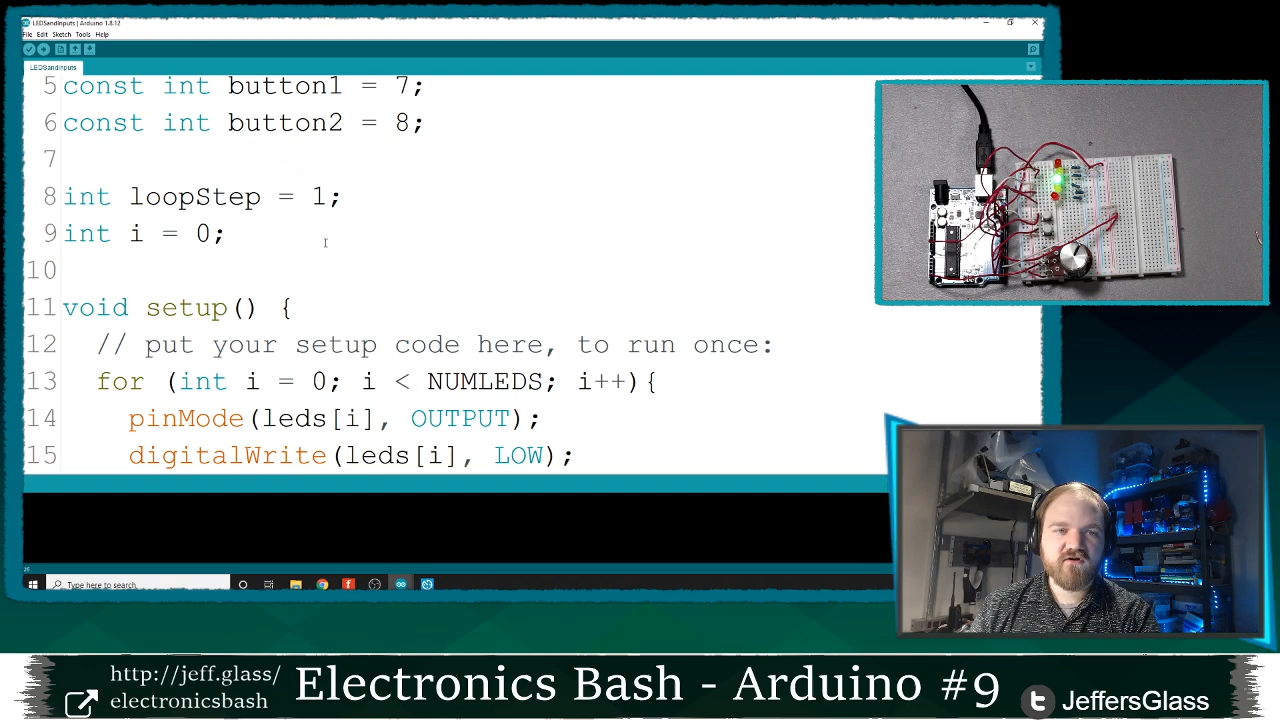 LEDSandInputs | Arduino 1.8.12
File Edit Sketch Tools Help
LEDSandInputs
5 const int button1 = 7;
6 const int button2 = 8;
7
8 int loopStep = 1;
9 int i = 0;
10
11 void setup() {
12 // put your setup code here, to run once:
13 for (int i = 0; i < NUMLEDS; i++){
14 pinMode(leds[i], OUTPUT);
15 digitalWrite(leds[i], LOW);
Type here to search
http://jeff.glass/
electronicsbash
Electronics Bash - Arduino #9
JeffersGlass